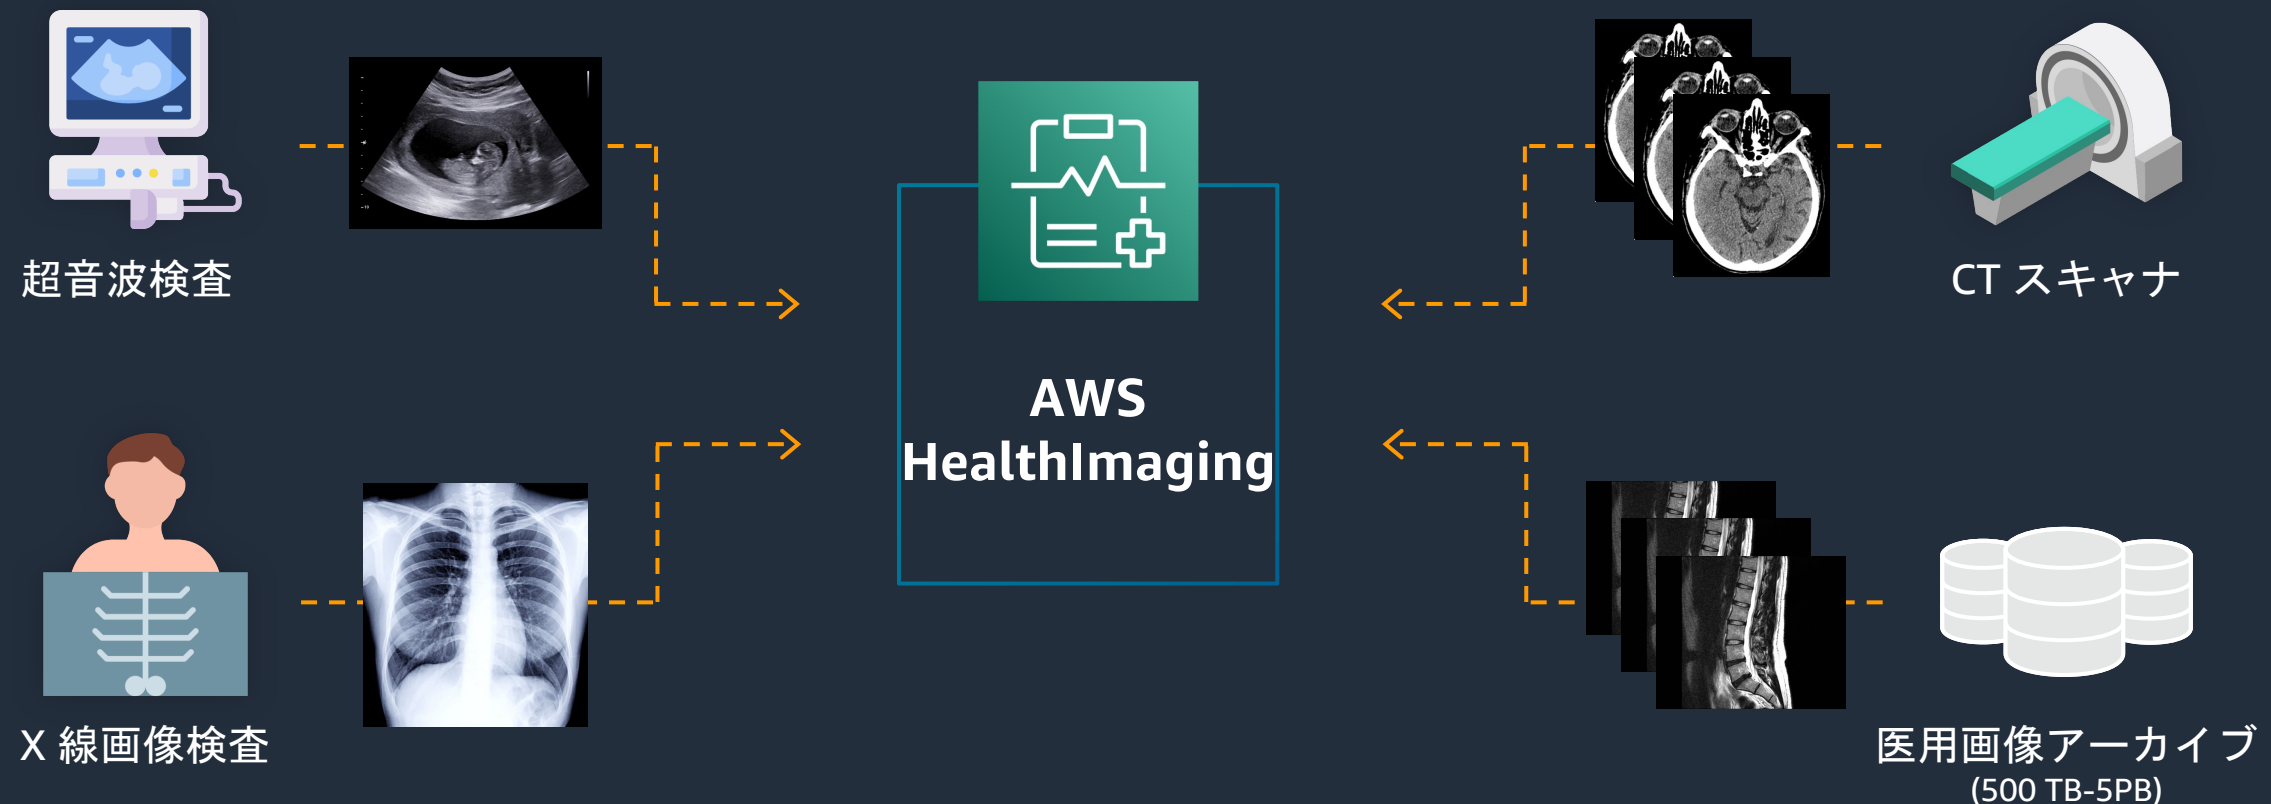 超音波検査
CT スキャナ
AWS
HealthImaging
X 線画像検査
医用画像アーカイブ
(500 TB-5PB)